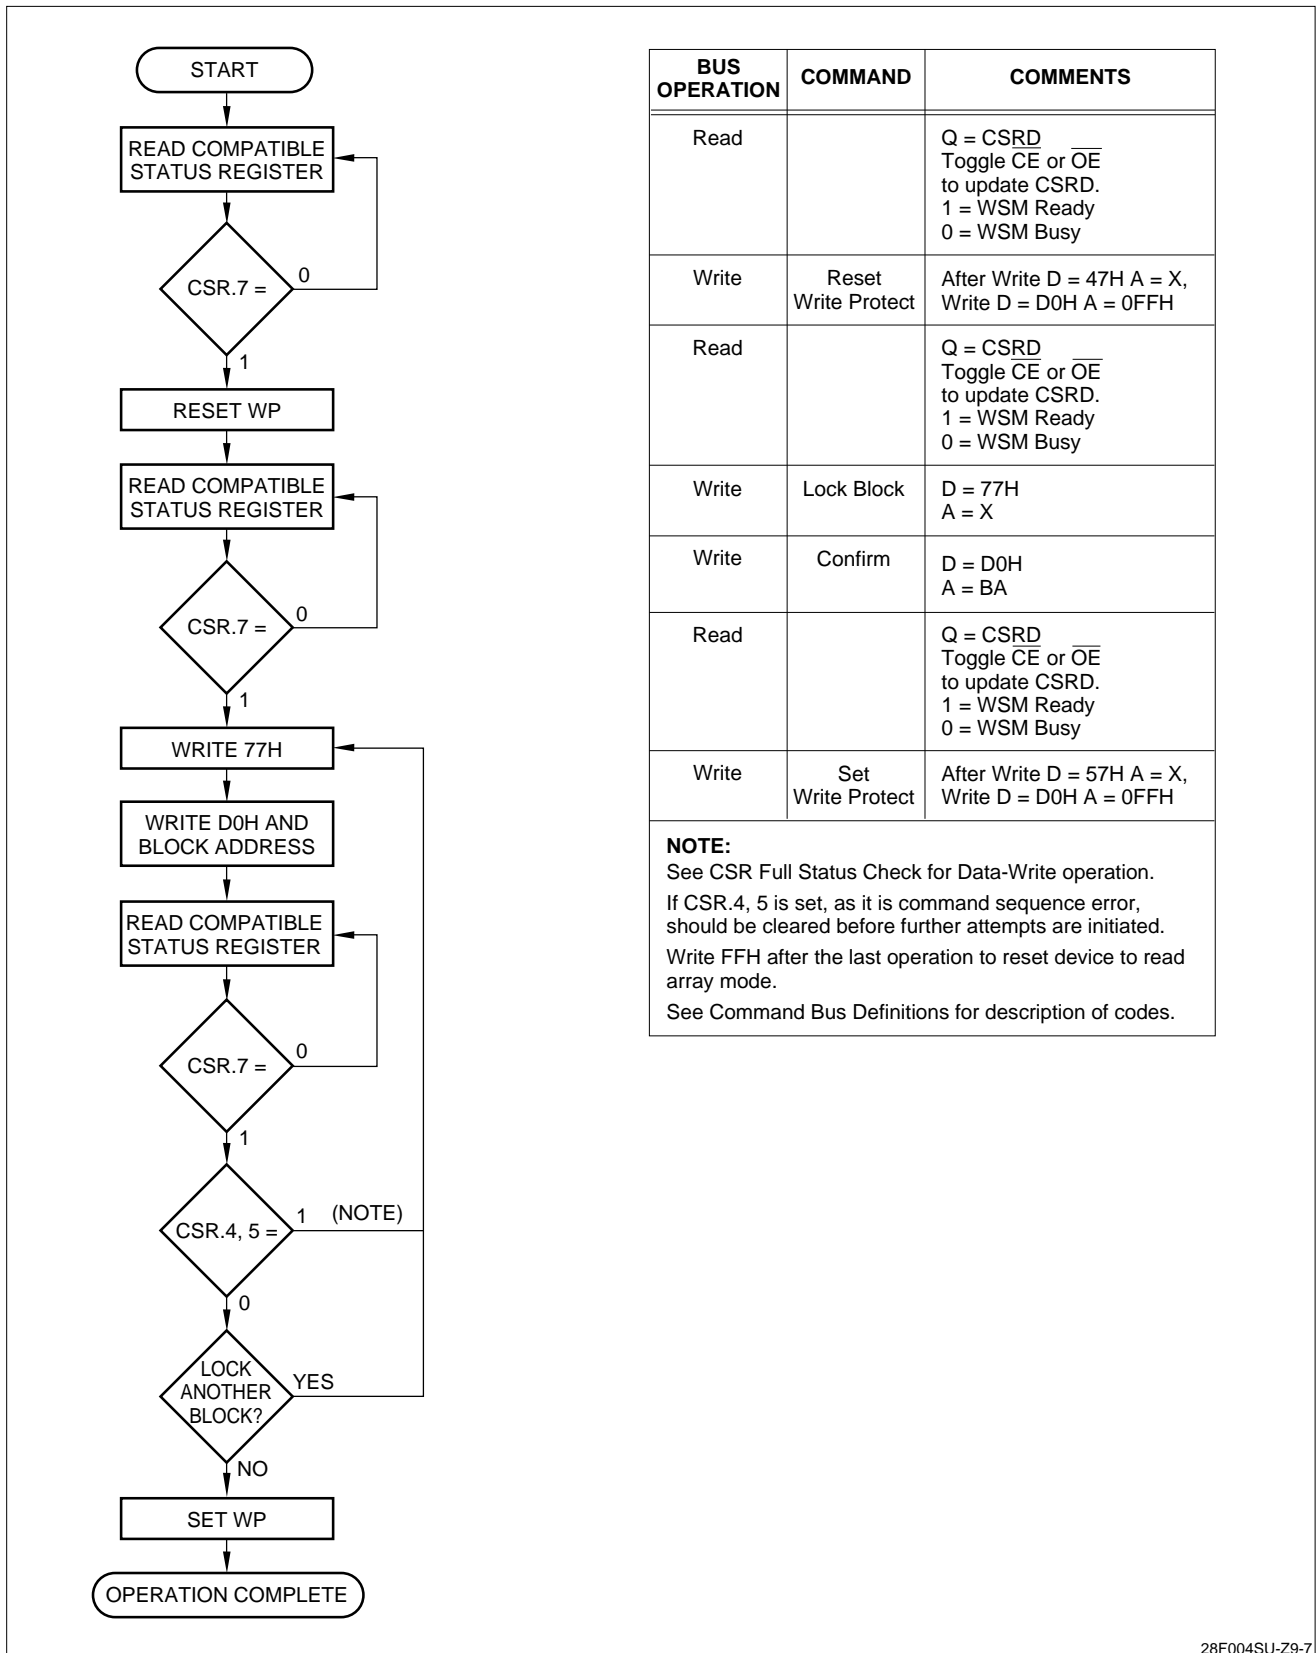 START
READ COMPATIBLE
STATUS REGISTER
CSR.7 =
0
1
RESET WP
READ COMPATIBLE
STATUS REGISTER
CSR.7 =
0
1
WRITE 77H
WRITE D0H AND
BLOCK ADDRESS
READ COMPATIBLE
STATUS REGISTER
CSR.7 =
0
1
CSR.4, 5 =
1 (NOTE)
0
LOCK
ANOTHER
BLOCK?
YES
NO
SET WP
OPERATION COMPLETE
BUS
OPERATION
COMMAND
COMMENTS
Read
Q = CSRD
Toggle C̅E̅ or O̅E̅
to update CSRD.
1 = WSM Ready
0 = WSM Busy
Write
Reset
Write Protect
After Write D = 47H A = X,
Write D = D0H A = 0FFH
Read
Q = CSRD
Toggle C̅E̅ or O̅E̅
to update CSRD.
1 = WSM Ready
0 = WSM Busy
Write
Lock Block
D = 77H
A = X
Write
Confirm
D = D0H
A = BA
Read
Q = CSRD
Toggle C̅E̅ or O̅E̅
to update CSRD.
1 = WSM Ready
0 = WSM Busy
Write
Set
Write Protect
After Write D = 57H A = X,
Write D = D0H A = 0FFH
NOTE:
See CSR Full Status Check for Data-Write operation.
If CSR.4, 5 is set, as it is command sequence error,
should be cleared before further attempts are initiated.
Write FFH after the last operation to reset device to read
array mode.
See Command Bus Definitions for description of codes.
28F004SU-Z9-7